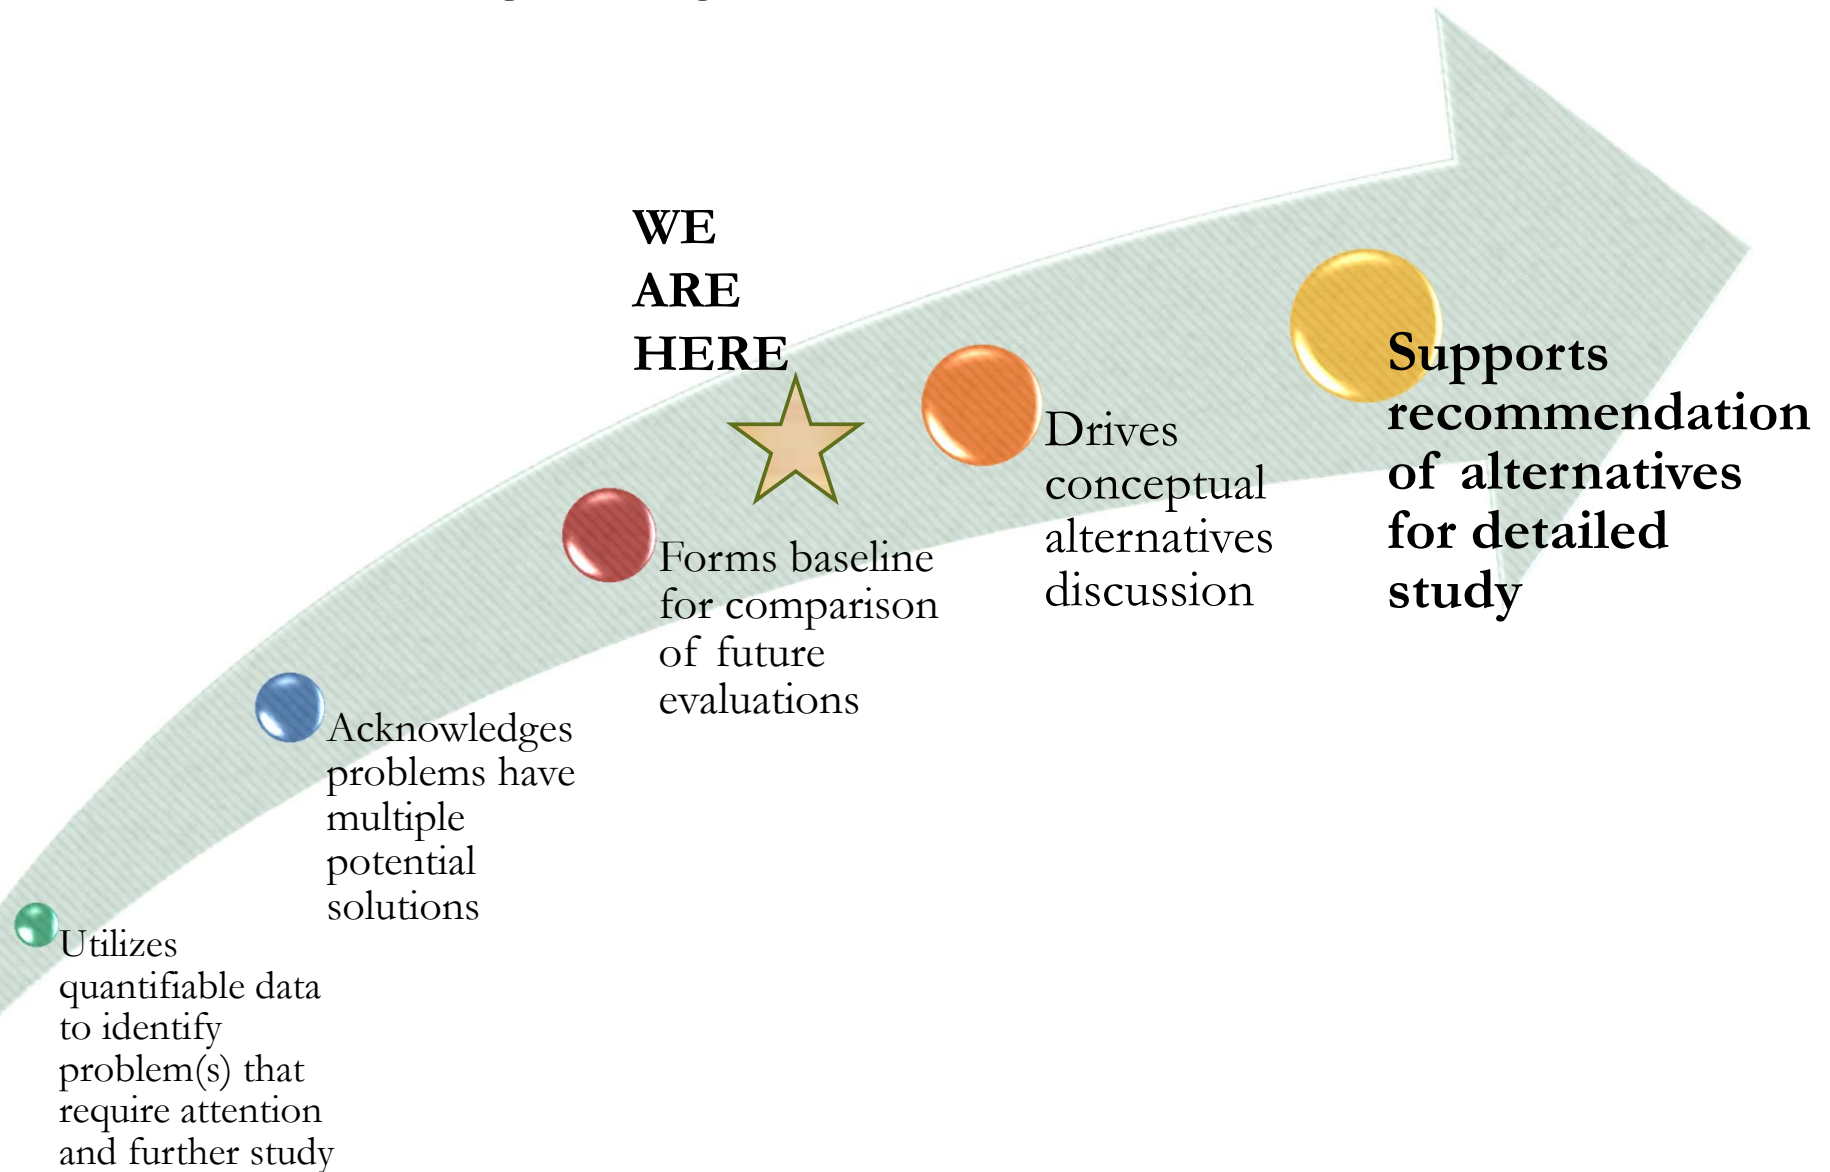 WE
ARE
HERE
Supports
recommendation
of alternatives
for detailed
study
Drives
conceptual
alternatives
discussion
Forms baseline
for comparison
of future
evaluations
Acknowledges
problems have
multiple
potential
solutions
Utilizes
quantifiable data
to identify
problem(s) that
require attention
and further study